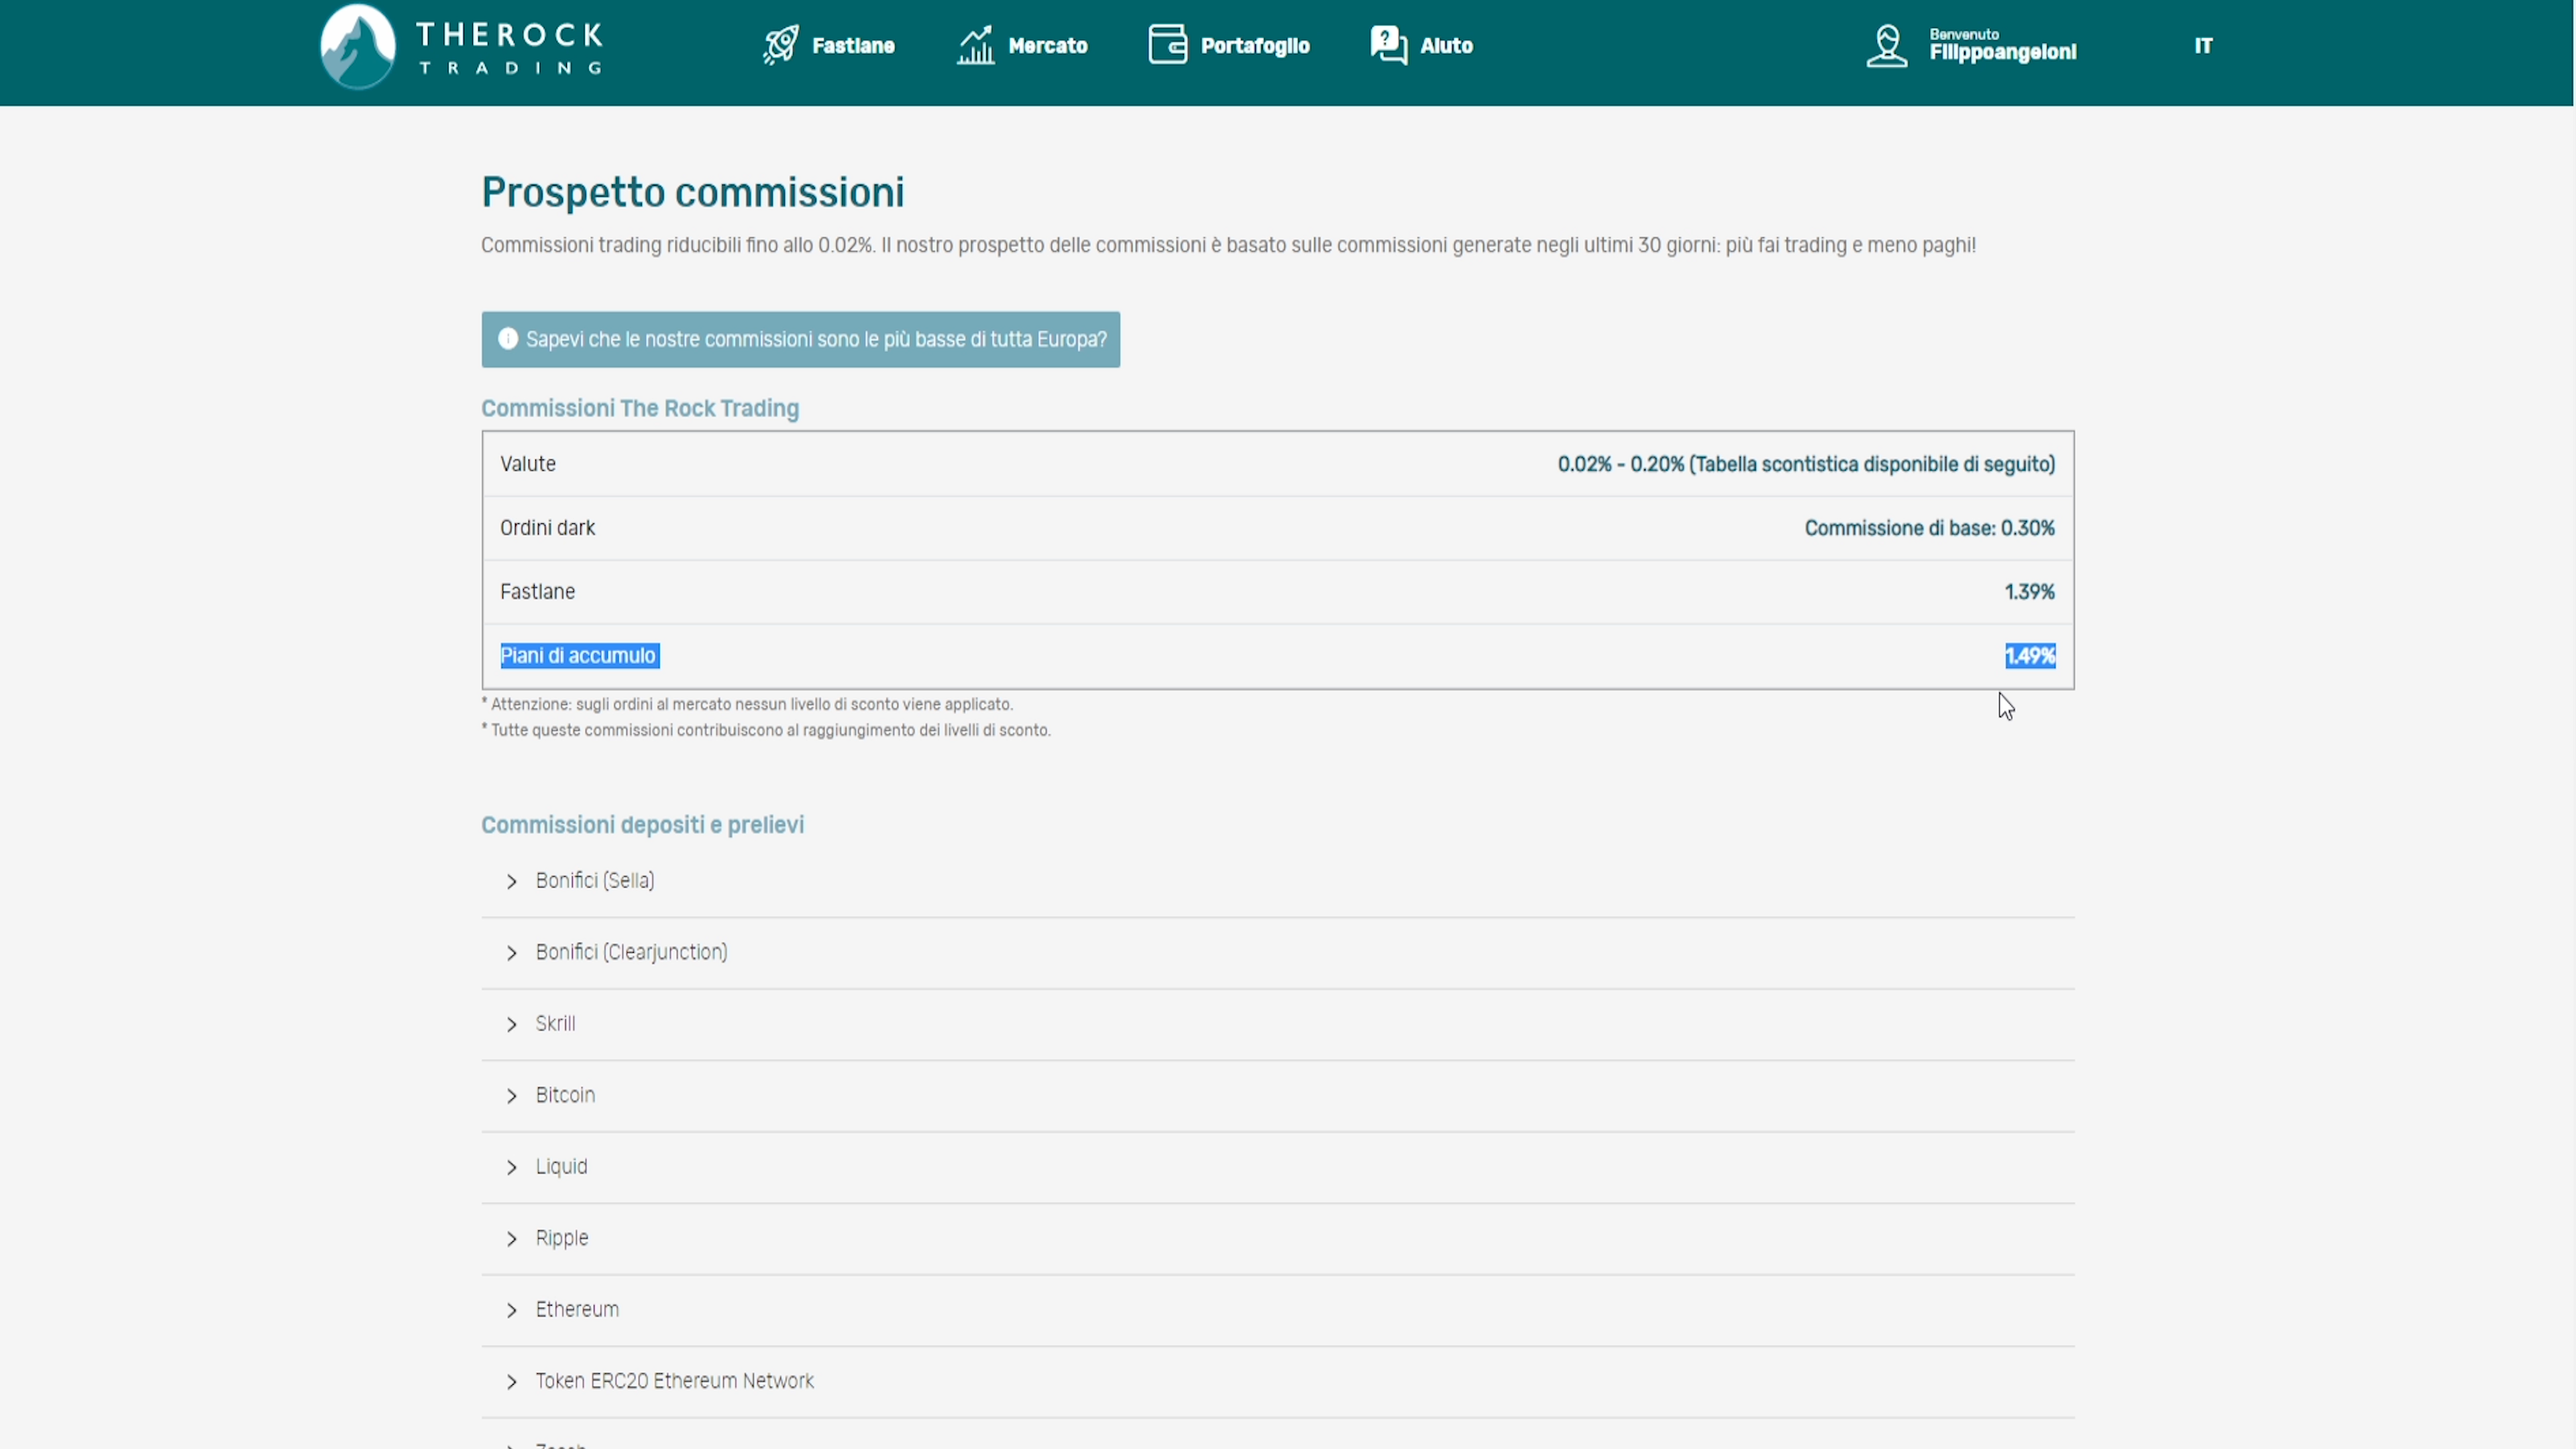 THEROCK
TRADING
Fastlane
Mercato
Portafoglio
Aiuto
Benvenuto
Filippoangeloni
IT
Prospetto commissioni
Commissioni trading riducibili fino allo 0.02%. Il nostro prospetto delle commissioni è basato sulle commissioni generate negli ultimi 30 giorni: più fai trading e meno paghi!
Sapevi che le nostre commissioni sono le più basse di tutta Europa?
Commissioni The Rock Trading
Valute 0.02% - 0.20% (Tabella scontistica disponibile di seguito)
Ordini dark Commissione di base: 0.30%
Fastlane 1.39%
Piani di accumulo 1.49%
* Attenzione: sugli ordini al mercato nessun livello di sconto viene applicato.
* Tutte queste commissioni contribuiscono al raggiungimento dei livelli di sconto.
Commissioni depositi e prelievi
Bonifici (Sella)
Bonifici (Clearjunction)
Skrill
Bitcoin
Liquid
Ripple
Ethereum
Token ERC20 Ethereum Network